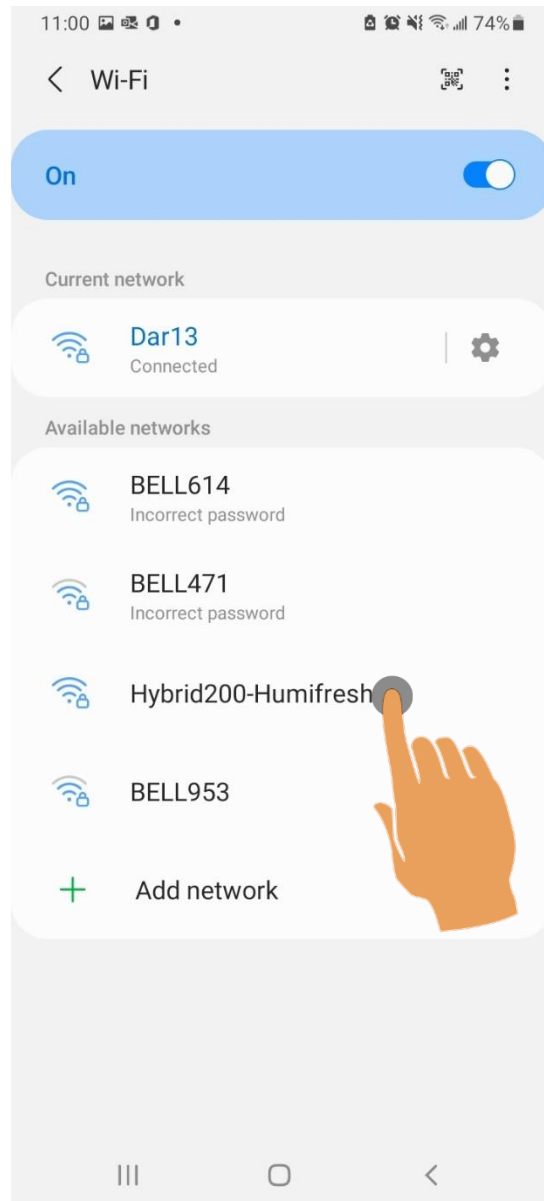 11:00 74%
Wi-Fi
On
Current network
Dar13
Connected
Available networks
BELL614
Incorrect password
BELL471
Incorrect password
Hybrid200-Humifresh
BELL953
Add network